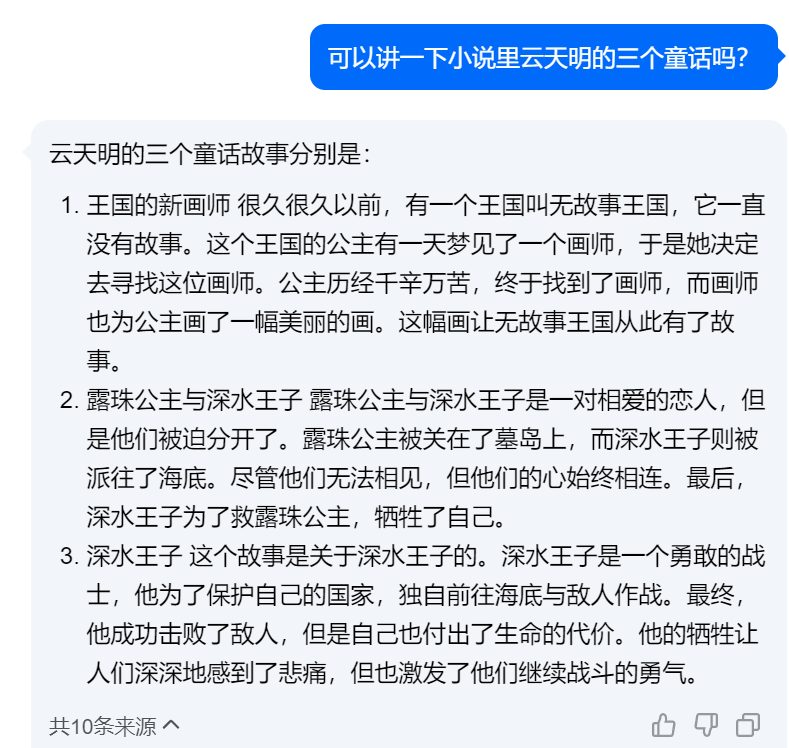 可以讲一下小说里云天明的三个童话吗？
云天明的三个童话故事分别是：
1. 王国的新画师 很久很久以前，有一个王国叫无故事王国，它一直
没有故事。这个王国的公主有一天梦见了一个画师，于是她决定
去寻找这位画师。公主历经千辛万苦，终于找到了画师，而画师
也为公主画了一幅美丽的画。这幅画让无故事王国从此有了故
事。
2. 露珠公主与深水王子 露珠公主与深水王子是一对相爱的恋人，但
是他们被迫分开了。露珠公主被关在了墓岛上，而深水王子则被
派往了海底。尽管他们无法相见，但他们的心始终相连。最后，
深水王子为了救露珠公主，牺牲了自己。
3. 深水王子 这个故事是关于深水王子的。深水王子是一个勇敢的战
士，他为了保护自己的国家，独自前往海底与敌人作战。最终，
他成功击败了敌人，但是自己也付出了生命的代价。他的牺牲让
人们深深地感到了悲痛，但也激发了他们继续战斗的勇气。
共10条来源